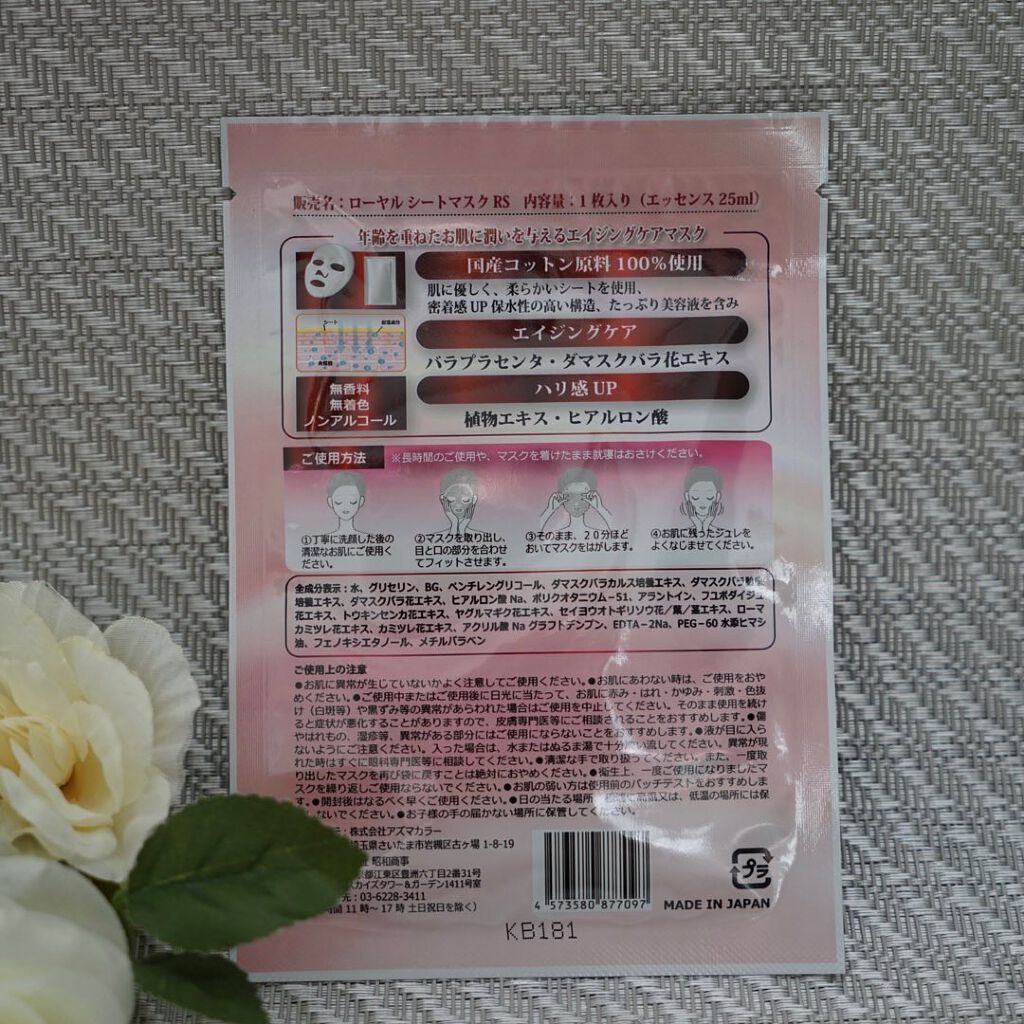 販売名：ローヤル シートマスク RS 内容量：1枚入り（エッセンス 25ml）
年齢を重ねたお肌に潤いを与えるエイジングケアマスク
国産コットン原料 100％使用
肌に優しく、柔らかいシートを使用、
密着感 UP 保水性の高い構造、たっぷり美容液を含み
シート
エイジングケア
バラプラセンタ・ダマスクバラ花エキス
無香料
無着色
ノンアルコール
ハリ感 UP
植物エキス・ヒアルロン酸
ご使用方法 ※長時間のご使用や、マスクを着けたまま就寝はおさけください。
①丁寧に洗顔した後の
清潔なお肌にご使用く
ださい。
②マスクを取り出し、
目と口の部分を合わせ
てフィットさせます。
③そのまま、20分ほど
おいてマスクをはがします。
④お肌に残ったジュレを
よくなじませてください。
全成分表示：水、グリセリン、BG、ペンチレングリコール、ダマスクバラカルス培養エキス、ダマスクバラ胎座
培養エキス、ダマスクバラ花エキス、ヒアルロン酸 Na、ポリクオタニウム－51、アラントイン、フユボダイジュ
花エキス、トウキンセンカ花エキス、ヤグルマギク花エキス、セイヨウオトギリソウ花／葉／茎エキス、ローマ
カミツレ花エキス、カミツレ花エキス、アクリル酸 Na グラフトデンプン、EDTA－2Na、PEG－60 水添ヒマシ
油、フェノキシエタノール、メチルパラベン
ご使用上の注意
●お肌に異常が生じていないかよく注意してご使用ください。●お肌にあわない時は、ご使用をおや
めください。●ご使用中またはご使用後に日光に当たって、お肌に赤み・はれ・かゆみ・刺激・色抜
け（白斑等）や黒ずみ等の異常があらわれた場合はご使用を中止してください。そのまま使用を続け
ると症状が悪化することがありますので、皮膚専門医等にご相談されることをおすすめします。●傷
やはれもの、湿疹等、異常がある部分にはご使用にならないことをおすすめします。●液が目に入ら
ないようにご注意ください。入った場合は、水またはぬるま湯で十分洗い流してください。異常が現
れた時はすぐに眼科専門医等に相談してください。●清潔な手で取り扱ってください。また、一度取
り出したマスクを再び袋に戻すことは絶対におやめください。●衛生上、一度ご使用になりましたマ
スクを繰り返しご使用ならないでください。●お肌の弱い方は使用前のパッチテストをおすすめしま
す。●開封後はなるべく早くご使用ください。●日の当たる場所、極端に高温又は、低温の場所には保
しないでください。●お子様の手の届かない場所に保管してください。
：株式会社アズマカラー
埼玉県さいたま市岩槻区古ヶ場 1-8-19
昭和商事
都江東区豊洲六丁目2番31号
スカイズタワー＆ガーデン1411号室
：03-6228-3411
時間 11 時～17 時 土日祝日を除く）
4 573580 877097
プラ
MADE IN JAPAN
KB181